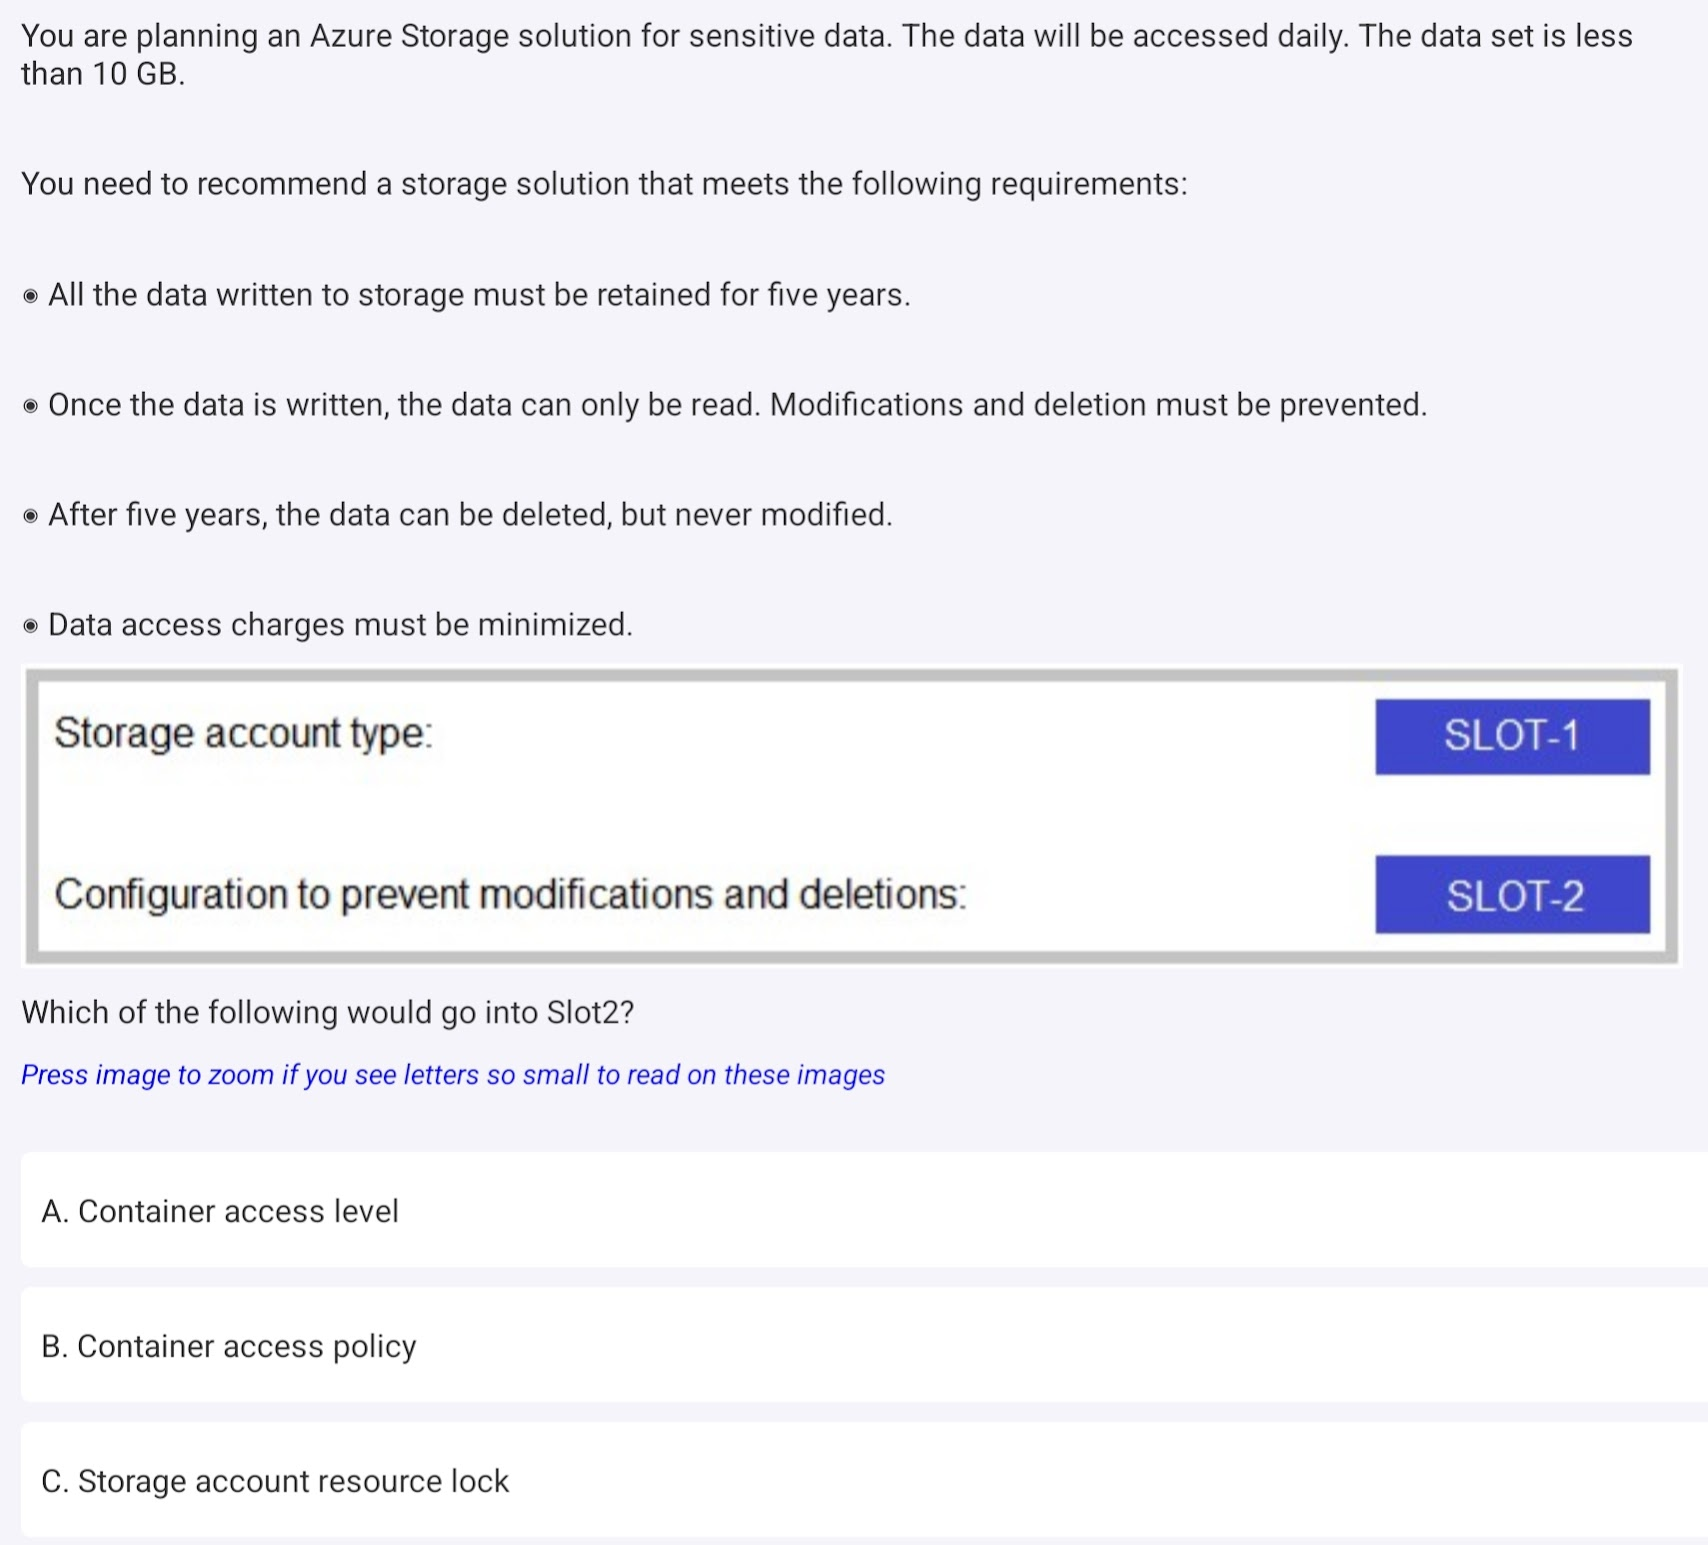 You are planning an Azure Storage solution for sensitive data. The data will be accessed daily. The data set is less
than 10 GB.
You need to recommend a storage solution that meets the following requirements:
◉ All the data written to storage must be retained for five years.
◉ Once the data is written, the data can only be read. Modifications and deletion must be prevented.
◉ After five years, the data can be deleted, but never modified.
◉ Data access charges must be minimized.
Storage account type:
SLOT-1
Configuration to prevent modifications and deletions:
SLOT-2
Which of the following would go into Slot2?
Press image to zoom if you see letters so small to read on these images
A. Container access level
B. Container access policy
C. Storage account resource lock